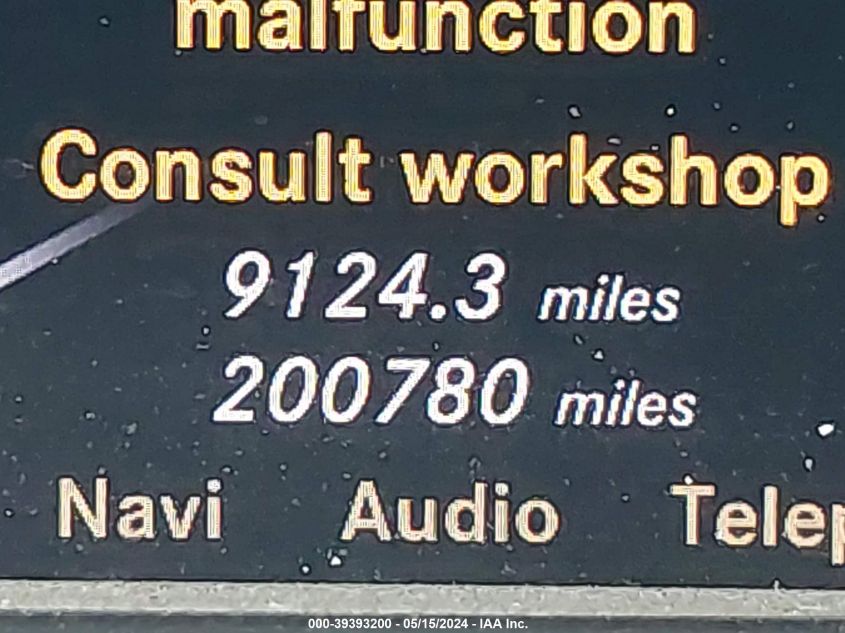 malfunction
Consult workshop
9124.3 miles
200780 miles
Navi Audio Telep
000-39393200 - 05/15/2024 - IAA Inc.